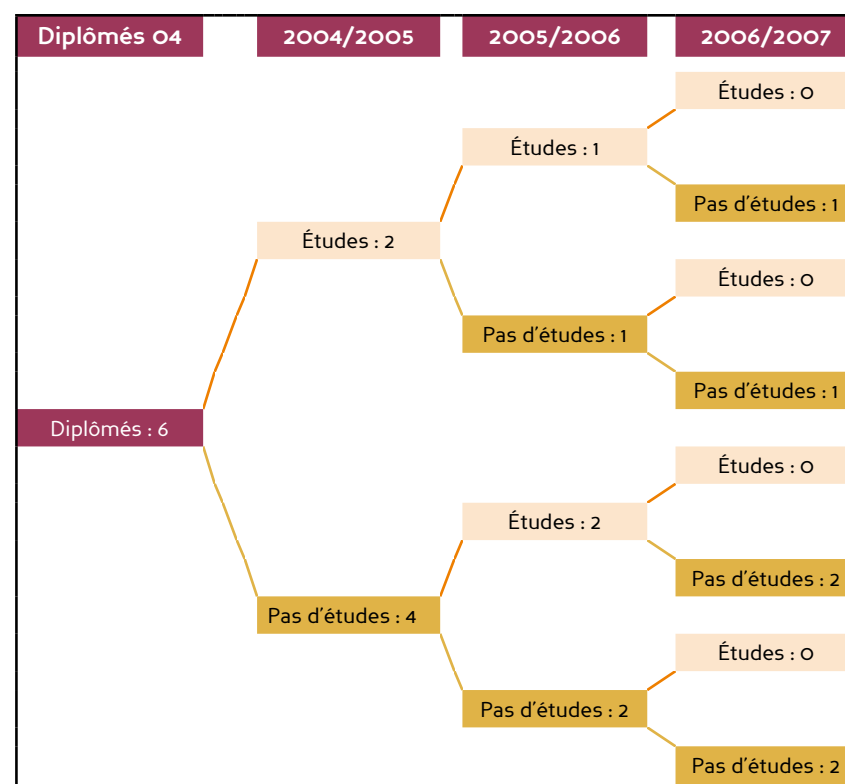 Diplômés 04 2004/2005 2005/2006 2006/2007
Études : 0
Études : 1
Pas d'études : 1
Études : 2
Études : 0
Pas d'études : 1
Pas d'études : 1
Diplômés : 6
Études : 0
Études : 2
Pas d'études : 2
Pas d'études : 4
Études : 0
Pas d'études : 2
Pas d'études : 2